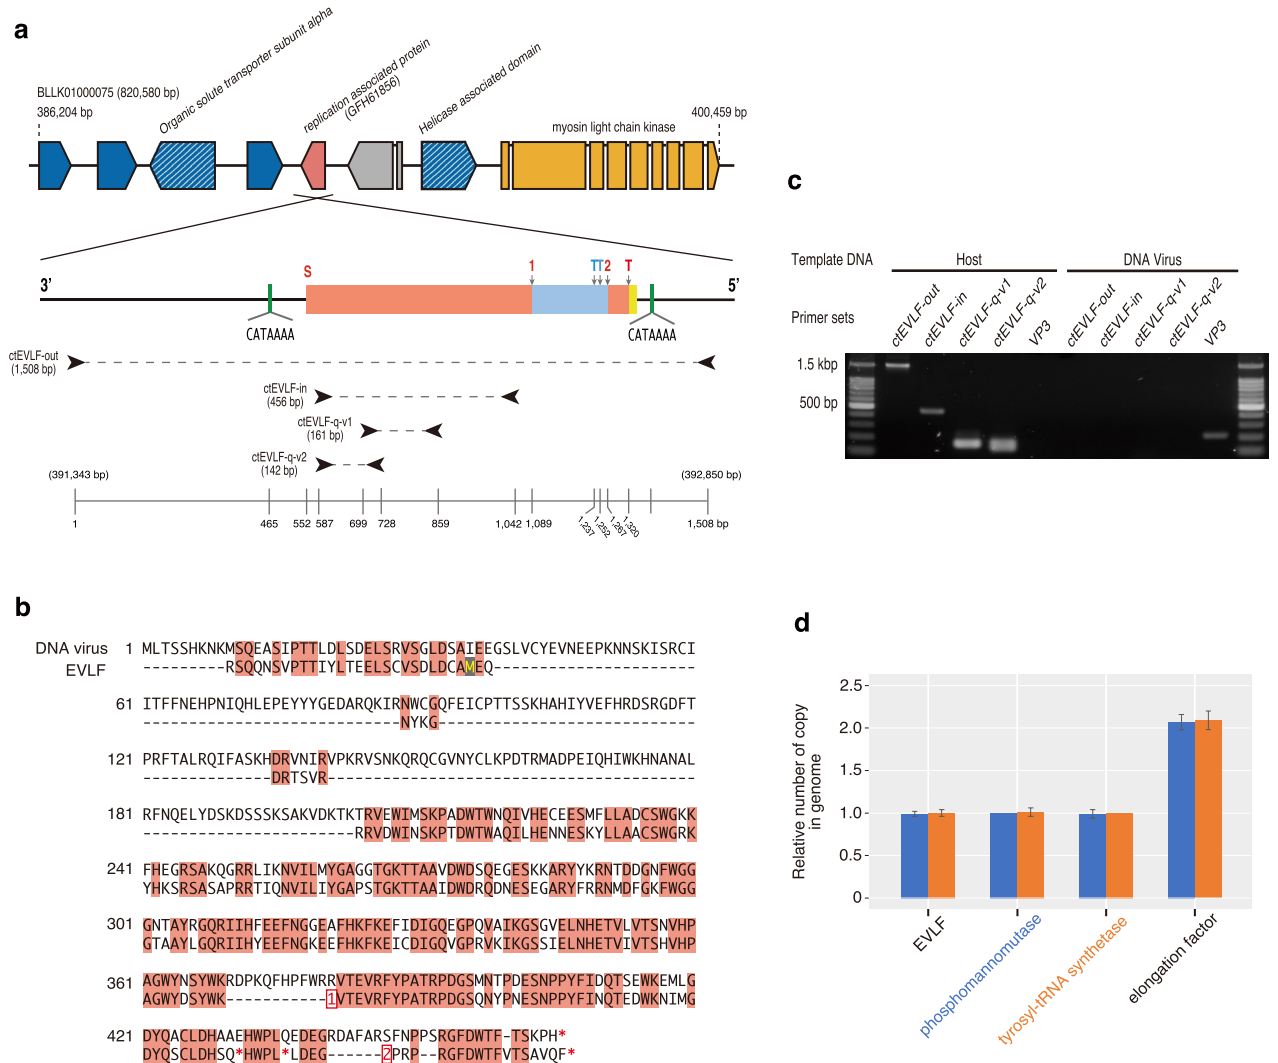 a
Organic solute transporter subunit alpha
replication associated protein
(GFH61856)
Helicase associated domain
BLLK01000075 (820,580 bp)
386,204 bp
400,459 bp
myosin light chain kinase
3’
S
1
TT
2
T
5’
CATAAAA
CATAAAA
ctEVLF-out
(1,508 bp)
ctEVLF-in
(456 bp)
ctEVLF-q-v1
(161 bp)
ctEVLF-q-v2
(142 bp)
(391,343 bp)
(392,850 bp)
1
465
552
587
699
728
859
1,042
1,089
1,237
1,252
1,267
1,320
1,508 bp
b
DNA virus 1 MLTSSHKNKMSQEASIPTTLDLSDELSRVSGLDSAIEEGSLVCYEVNEEPKNNSKISRCI
EVLF ---------RSQQNSVPTTIYLTEELSCVSDLDCAMEQ----------------------
61 ITFFNEHPNIQHLEPEYYYGEDARQKIRNWCGQFEICPTTSSKHAHIYVEFHRDSRGDFT
----------------------------NYKG----------------------------
121 PRFTALRQIFASKHDRVNIRVPKRVSNKQRQCGVNYCLKPDTRMADPEIQHIWKHNANAL
--------------DRTSVR----------------------------------------
181 RFNQELYDSKDSSSKSAKVDKTKTRVEWIMSKPADWTWNQIVHECEESMFLLADCSWGKK
-----------------------RRVDWINSKPTDWTWAQILHENNESKYLLAACSWGRK
241 FHEGRSAKQGRRLIKNVILMYGAGGTGKTTAAVDWDSQEGESKKARYYKRNTDDGNFWGG
YHKSRSASAPRRTIQNVILIYGAPSTGKTTAAIDWDRQDNESEGARYFRRNMDFGKFWGG
301 GNTAYRGQRIIHFEEFNGGEAFHKFKEFIDIGQEGPQVAIKGSGVELNHETVLVTSNVHP
GTAAYLGQRIIHYEEFNGKEEFHKFKEICDIGQVGPRVKIKGSSIELNHETVIVTSHVHP
361 AGWYNSYWKRDPKQFHPFWRRVTEVRFYPATRPDGSMNTPDESNPPYFIDQTSEWKEMLG
AGWYDSYWK-----------1VTEVRFYPATRPDGSQNYPNESNPPYFINQTEDWKNIMG
421 DYQACLDHAAEHWPLQEDEGRDAFARSFNPPSRGFDWTF-TSKPH*
DYQSCLDHSQ*HWPL*LDEG------2PRP--RGFDWTFVTSAVQF*
c
Template DNA
Host
DNA Virus
Primer sets
ctEVLF-out
ctEVLF-in
ctEVLF-q-v1
ctEVLF-q-v2
VP3
ctEVLF-out
ctEVLF-in
ctEVLF-q-v1
ctEVLF-q-v2
VP3
1.5 kbp
500 bp
d
Relative number of copy
in genome
2.5
2.0
1.5
1.0
0.5
0
EVLF
phosphomannomutase
tyrosyl-tRNA synthetase
elongation factor